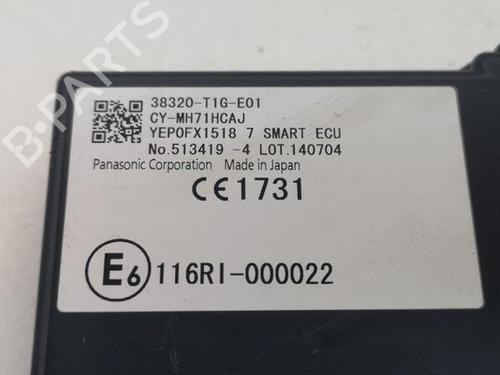 38320-T1G-E01
CY-MH71HCAJ
YEP0FX1518 7 SMART ECU
No.513419 -4 LOT.140704
Panasonic Corporation Made in Japan
CE1731
E6 116RI-000022